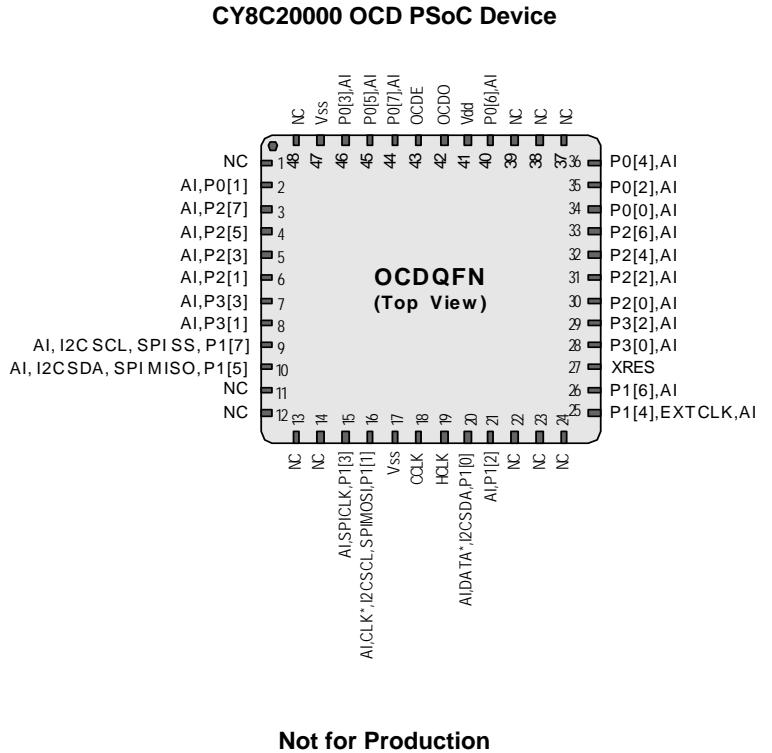 CY8C20000 OCD PSoC Device
NC
Vss
P0[3],AI
P0[5],AI
P0[7],AI
OCDE
OCDO
Vdd
P0[6],AI
NC
NC
NC
48
47
46
45
44
43
42
41
40
39
38
37
NC 1
AI,P0[1] 2
AI,P2[7] 3
AI,P2[5] 4
AI,P2[3] 5
AI,P2[1] 6
AI,P3[3] 7
AI,P3[1] 8
AI, I2C SCL, SPI SS, P1[7] 9
AI, I2C SDA, SPI MISO, P1[5] 10
NC 11
NC 12
OCDQFN
(Top View)
36 P0[4],AI
35 P0[2],AI
34 P0[0],AI
33 P2[6],AI
32 P2[4],AI
31 P2[2],AI
30 P2[0],AI
29 P3[2],AI
28 P3[0],AI
27 XRES
26 P1[6],AI
25 P1[4],EXTCLK,AI
13
14
15
16
17
18
19
20
21
22
23
24
NC
NC
AI,SPICLK,P1[3]
AI,CLK*,I2CSCL,SPIMOSI,P1[1]
Vss
CCLK
HCLK
AI,DATA*,I2CSDA,P1[0]
AI,P1[2]
NC
NC
NC
Not for Production